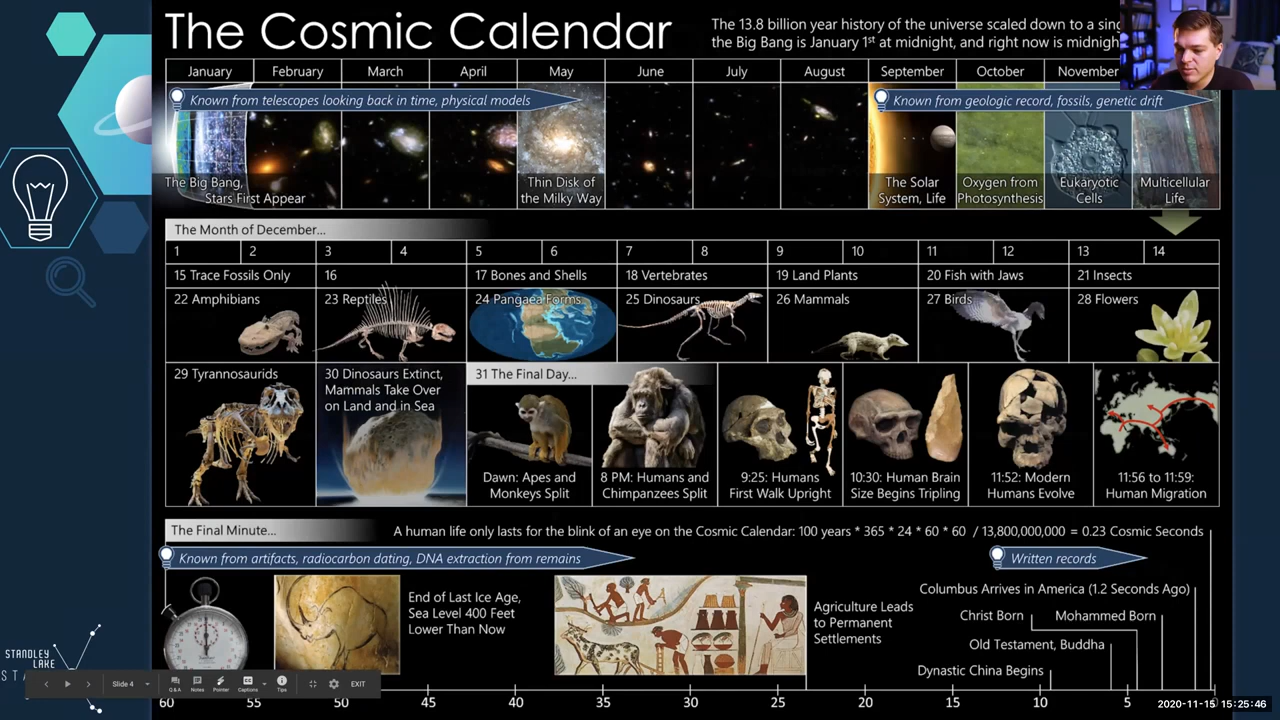 The Cosmic Calendar
The 13.8 billion year history of the universe scaled down to a
the Big Bang is January 1st at midnight, and right now is
January February March April May June July August September October November
Known from telescopes looking back in time, physical models
Known from geologic record, fossils, genetic drift
The Big Bang,
Stars First Appear
Thin Disk of
the Milky Way
The Solar
System, Life
Oxygen from
Photosynthesis
Eukaryotic
Cells
Multicellular
Life
The Month of December...
1 2 3 4 5 6 7 8 9 10 11 12 13 14
15 Trace Fossils Only 16 17 Bones and Shells 18 Vertebrates 19 Land Plants 20 Fish with Jaws 21 Insects
22 Amphibians 23 Reptiles 24 Pangaea Forms 25 Dinosaurs 26 Mammals 27 Birds 28 Flowers
29 Tyrannosaurids
30 Dinosaurs Extinct,
Mammals Take Over
on Land and in Sea
31 The Final Day...
Dawn: Apes and
Monkeys Split
8 PM: Humans and
Chimpanzees Split
9:25: Humans
First Walk Upright
10:30: Human Brain
Size Begins Tripling
11:52: Modern
Humans Evolve
11:56 to 11:59:
Human Migration
The Final Minute...
A human life only lasts for the blink of an eye on the Cosmic Calendar: 100 years * 365 * 24 * 60 * 60 / 13,800,000,000 = 0.23 Cosmic Seconds
Known from artifacts, radiocarbon dating, DNA extraction from remains
Written records
End of Last Ice Age,
Sea Level 400 Feet
Lower Than Now
Agriculture Leads
to Permanent
Settlements
Columbus Arrives in America (1.2 Seconds Ago)
Christ Born
Mohammed Born
Old Testament, Buddha
Dynastic China Begins
STANDLEY
LAKE
Slide 4
Q&A Notes Pointer Captions Tips
EXIT
60 55 50 45 40 35 30 25 20 15 10 5
2020-11-15 15:25:46